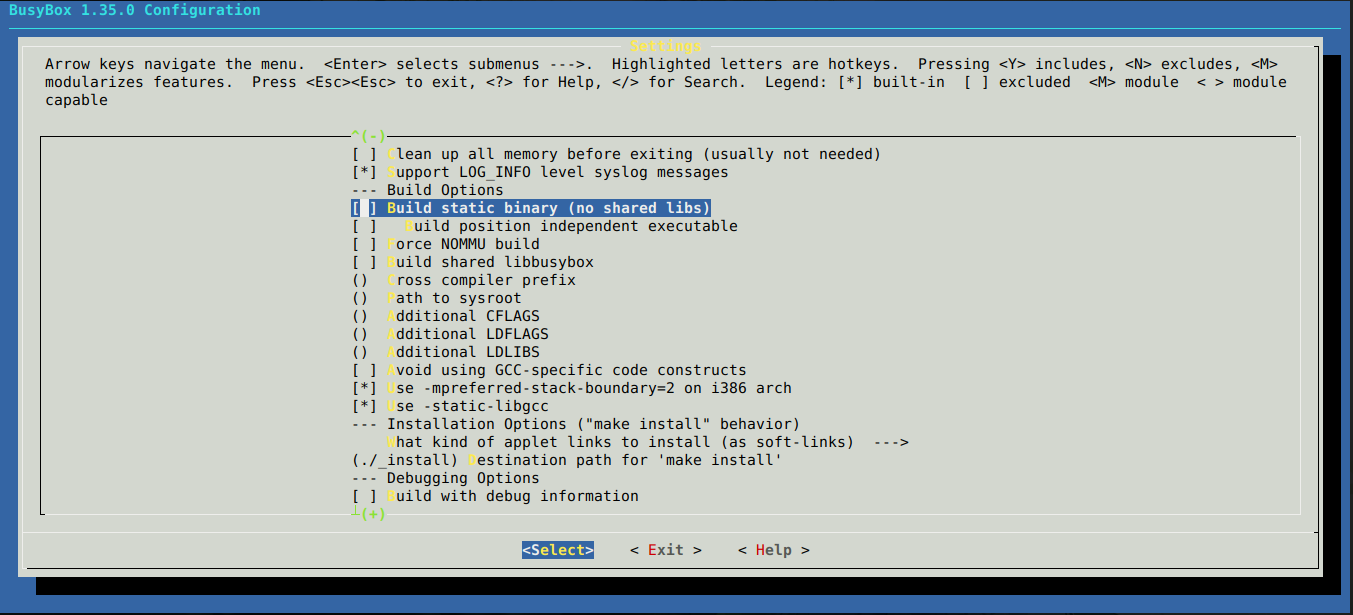 BusyBox 1.35.0 Configuration
Settings
Arrow keys navigate the menu.  <Enter> selects submenus --->.  Highlighted letters are hotkeys.  Pressing <Y> includes, <N> excludes, <M>
modularizes features.  Press <Esc><Esc> to exit, <?> for Help, </> for Search.  Legend: [*] built-in  [ ] excluded  <M> module  < > module
capable
^(-)
[ ] Clean up all memory before exiting (usually not needed)
[*] Support LOG_INFO level syslog messages
--- Build Options
[ ] Build static binary (no shared libs)
[ ]   Build position independent executable
[ ] Force NOMMU build
[ ] Build shared libbusybox
()  Cross compiler prefix
()  Path to sysroot
()  Additional CFLAGS
()  Additional LDFLAGS
()  Additional LDLIBS
[ ] Avoid using GCC-specific code constructs
[*] Use -mpreferred-stack-boundary=2 on i386 arch
[*] Use -static-libgcc
--- Installation Options ("make install" behavior)
    What kind of applet links to install (as soft-links)  --->
(./_install) Destination path for 'make install'
--- Debugging Options
[ ] Build with debug information
(+)
<Select>    < Exit >    < Help >